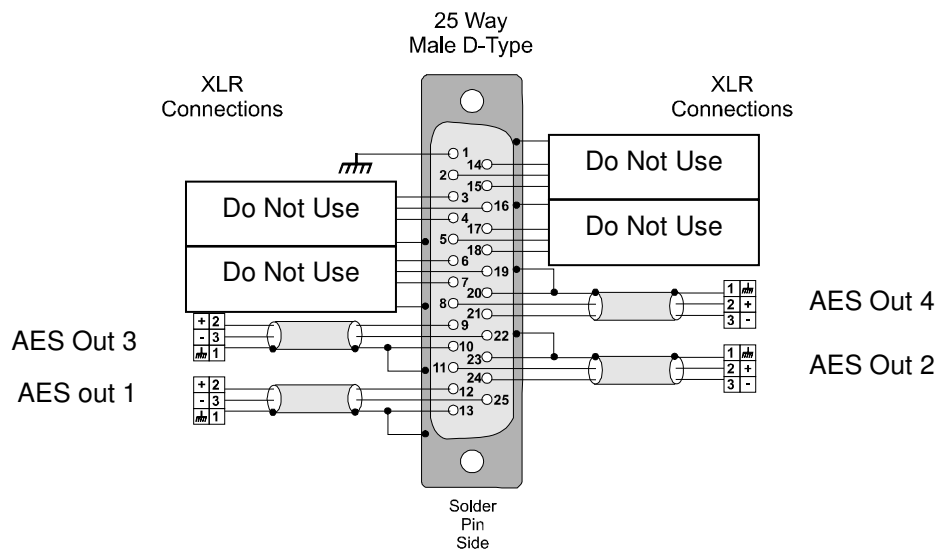 25 Way
Male D-Type
XLR
Connections
XLR
Connections
1
14
2
15
3
16
4
17
5
18
6
19
7
20
8
21
9
22
10
23
11
24
12
25
13
Do Not Use
Do Not Use
Do Not Use
Do Not Use
AES Out 3
+ 2
- 3
1
AES out 1
+ 2
- 3
1
1
2 +
3 -
AES Out 4
1
2 +
3 -
AES Out 2
Solder
Pin
Side